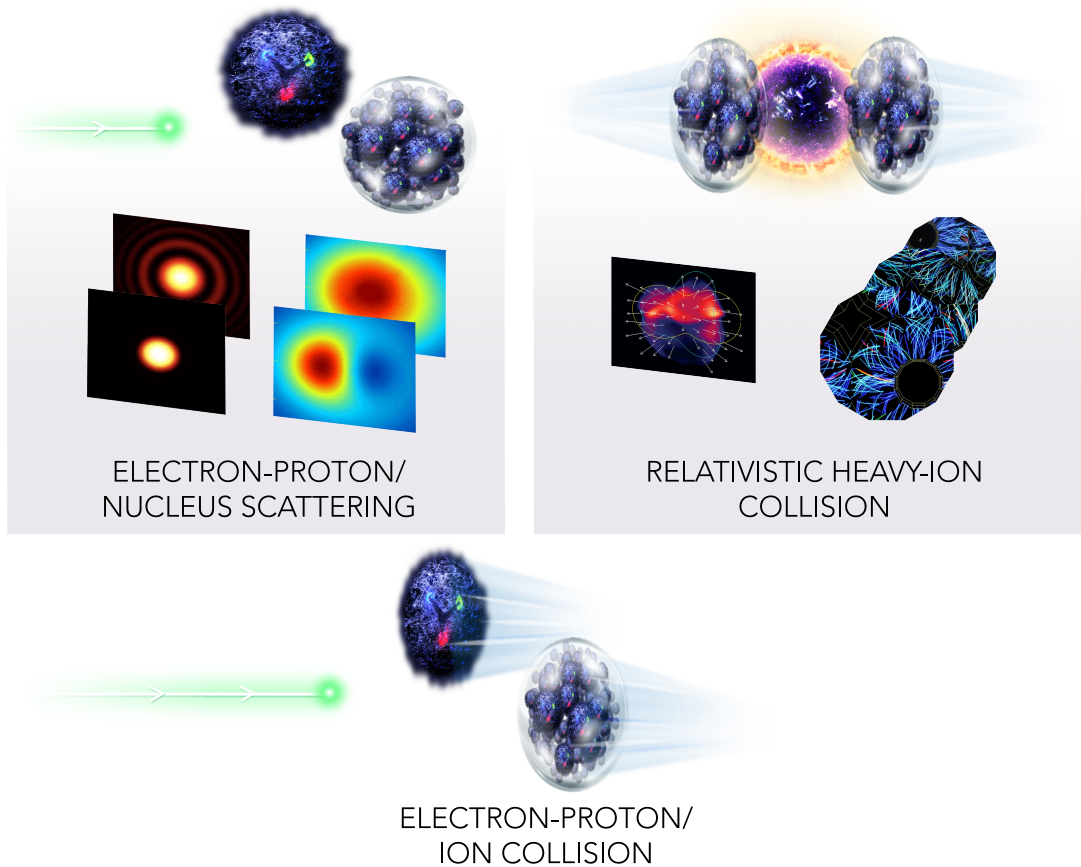 ELECTRON-PROTON/
NUCLEUS SCATTERING
RELATIVISTIC HEAVY-ION
COLLISION
ELECTRON-PROTON/
ION COLLISION